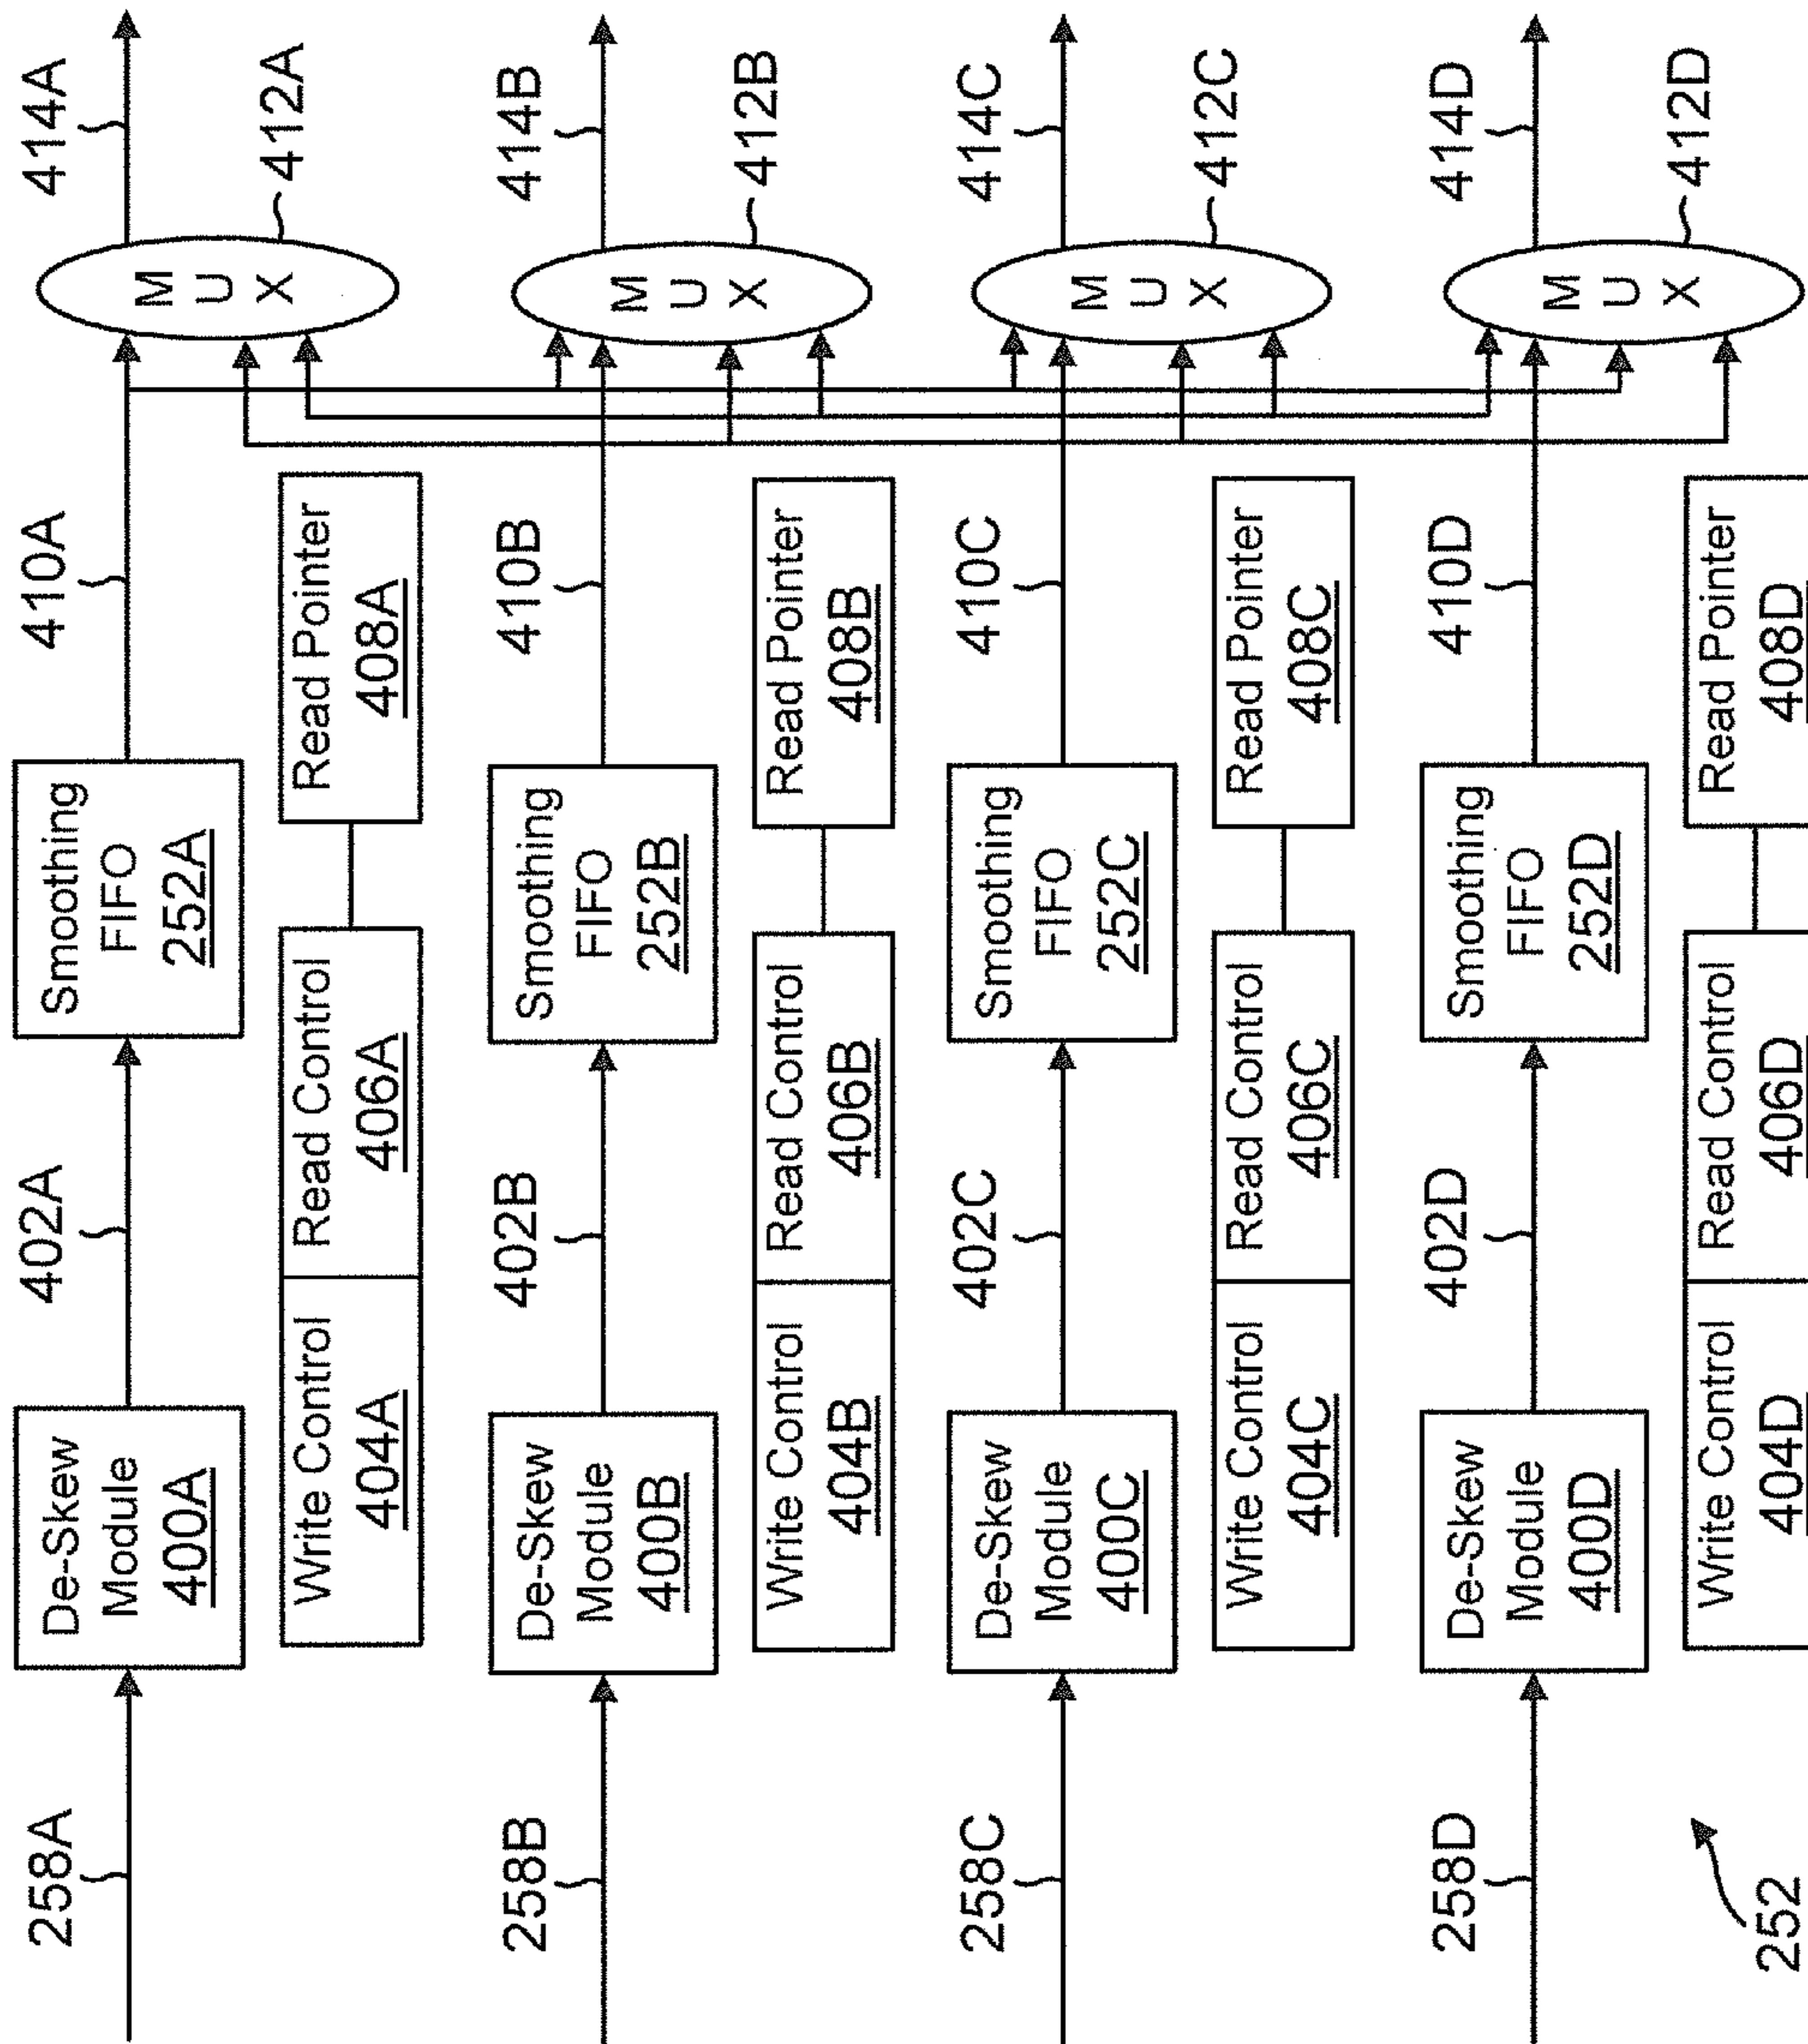 258A
De-Skew
Module
400A
402A
Smoothing
FIFO
252A
410A
M
U
X
414A
412A
Write Control
404A
Read Control
406A
Read Pointer
408A
258B
De-Skew
Module
400B
402B
Smoothing
FIFO
252B
410B
M
U
X
414B
412B
Write Control
404B
Read Control
406B
Read Pointer
408B
258C
De-Skew
Module
400C
402C
Smoothing
FIFO
252C
410C
M
U
X
414C
412C
Write Control
404C
Read Control
406C
Read Pointer
408C
258D
De-Skew
Module
400D
402D
Smoothing
FIFO
252D
410D
M
U
X
414D
412D
Write Control
404D
Read Control
406D
Read Pointer
408D
252